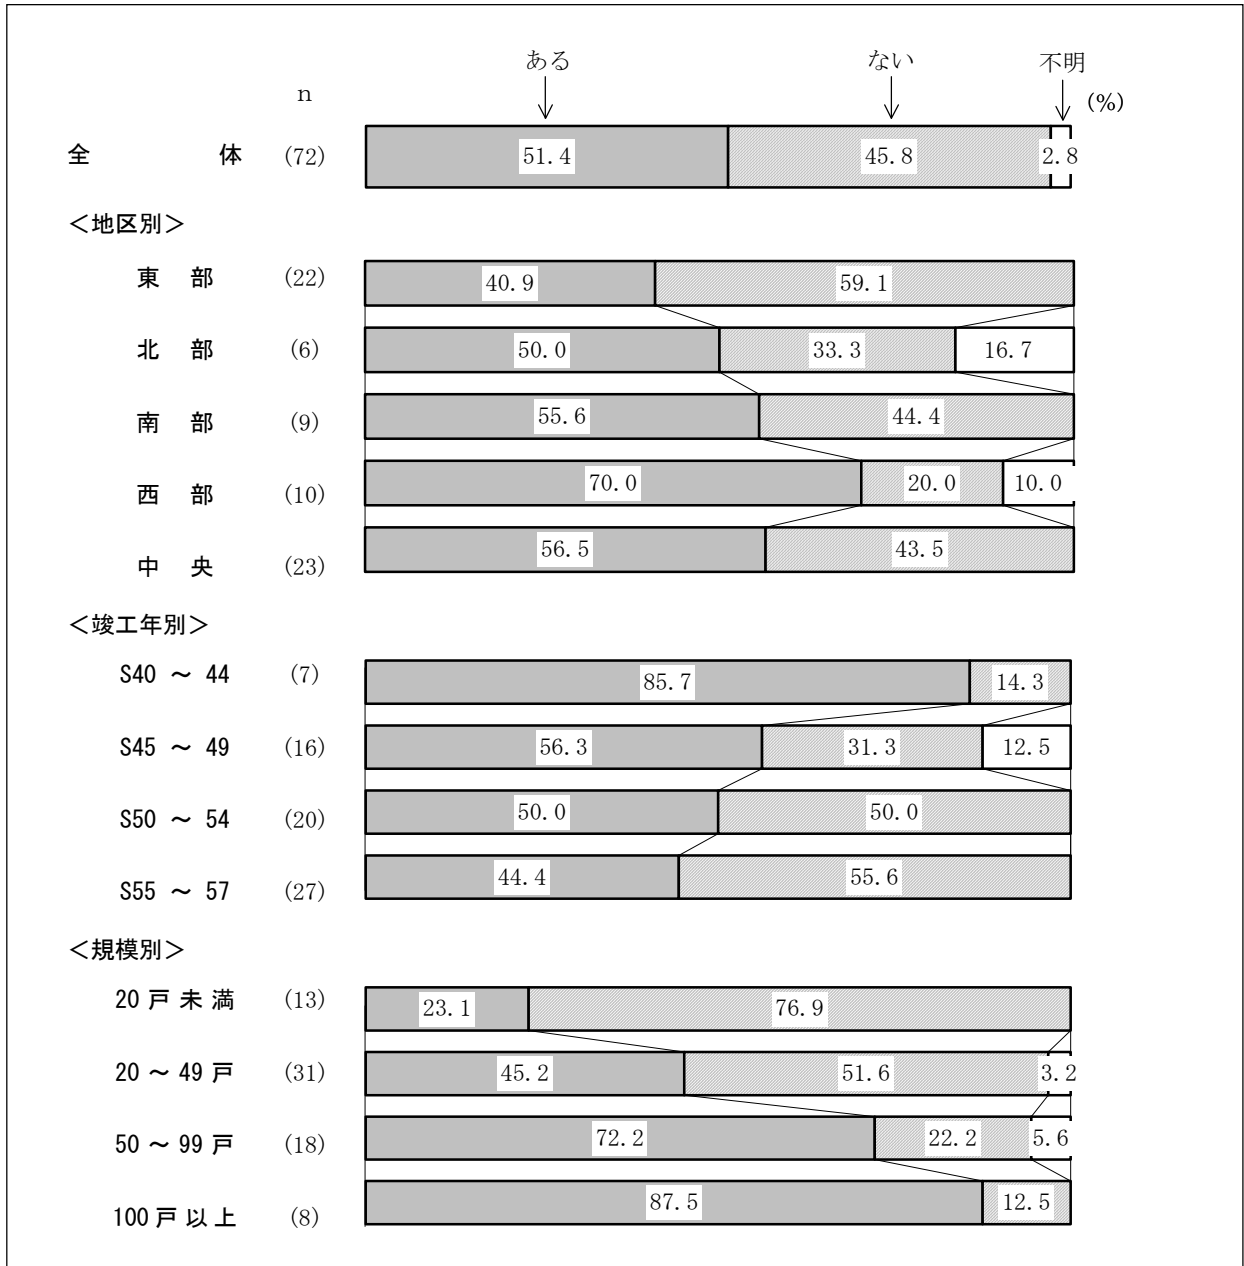 ある ない 不明
n (%)
全 体 (72) 51.4 45.8 2.8
＜地区別＞
東 部 (22) 40.9 59.1
北 部 (6) 50.0 33.3 16.7
南 部 (9) 55.6 44.4
西 部 (10) 70.0 20.0 10.0
中 央 (23) 56.5 43.5
＜竣工年別＞
S40 ～ 44 (7) 85.7 14.3
S45 ～ 49 (16) 56.3 31.3 12.5
S50 ～ 54 (20) 50.0 50.0
S55 ～ 57 (27) 44.4 55.6
＜規模別＞
20 戸 未 満 (13) 23.1 76.9
20 ～ 49 戸 (31) 45.2 51.6 3.2
50 ～ 99 戸 (18) 72.2 22.2 5.6
100 戸 以 上 (8) 87.5 12.5